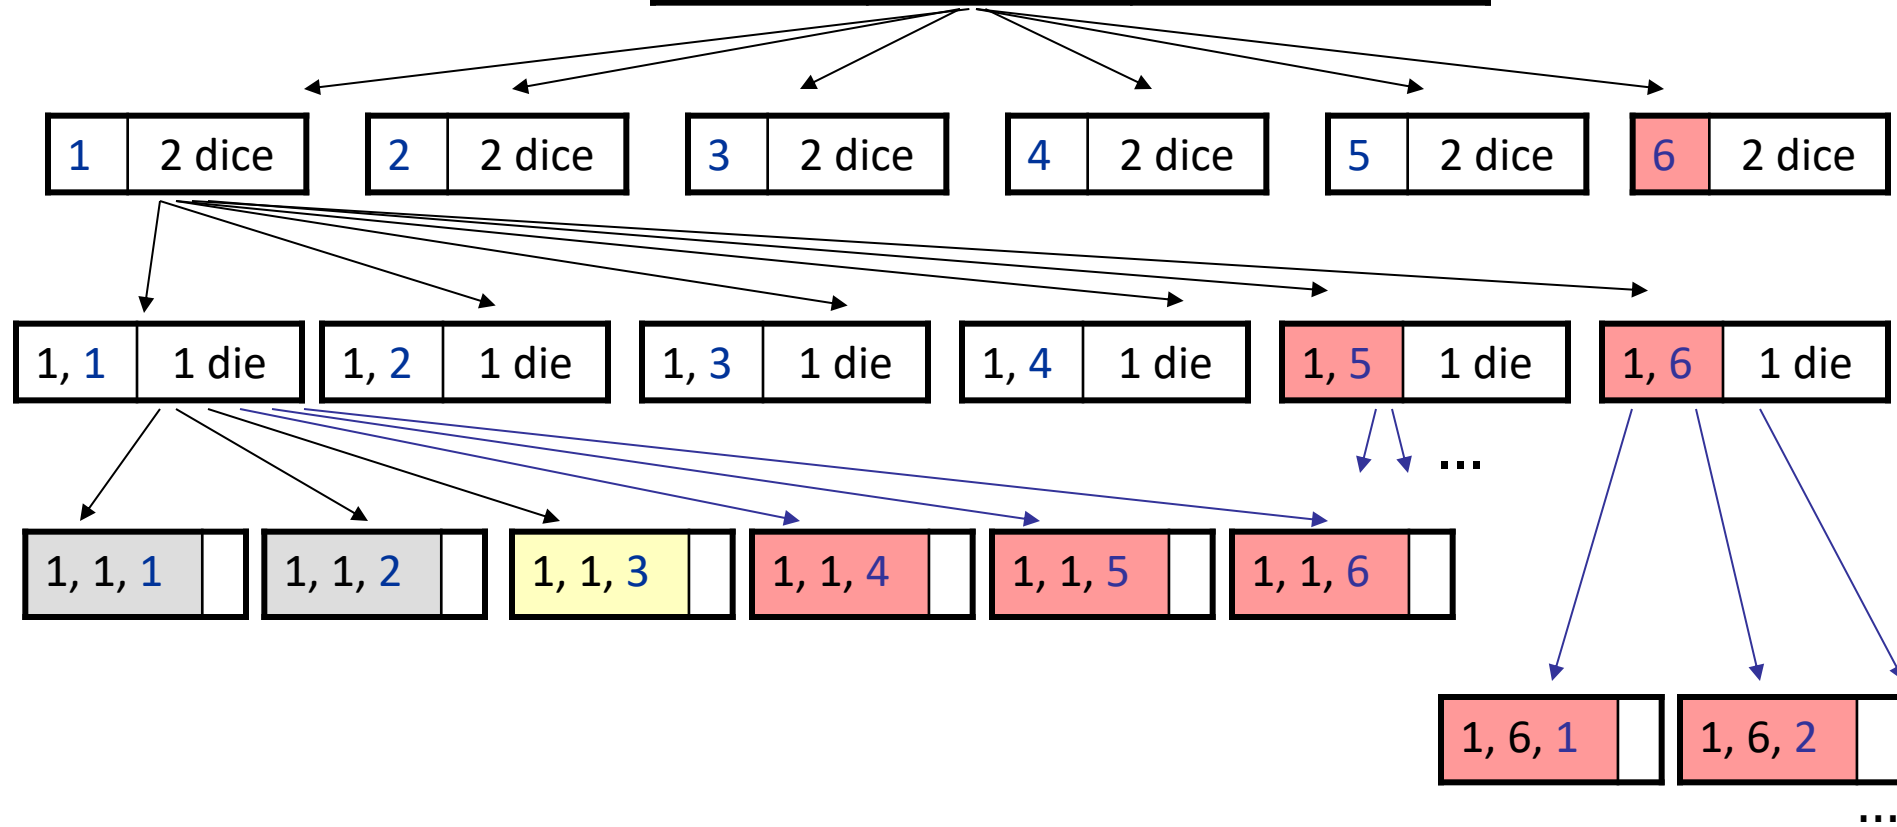 1 2 dice 2 2 dice 3 2 dice 4 2 dice 5 2 dice 6 2 dice
1, 1 1 die 1, 2 1 die 1, 3 1 die 1, 4 1 die 1, 5 1 die 1, 6 1 die
...
1, 1, 1 1, 1, 2 1, 1, 3 1, 1, 4 1, 1, 5 1, 1, 6
1, 6, 1 1, 6, 2
...